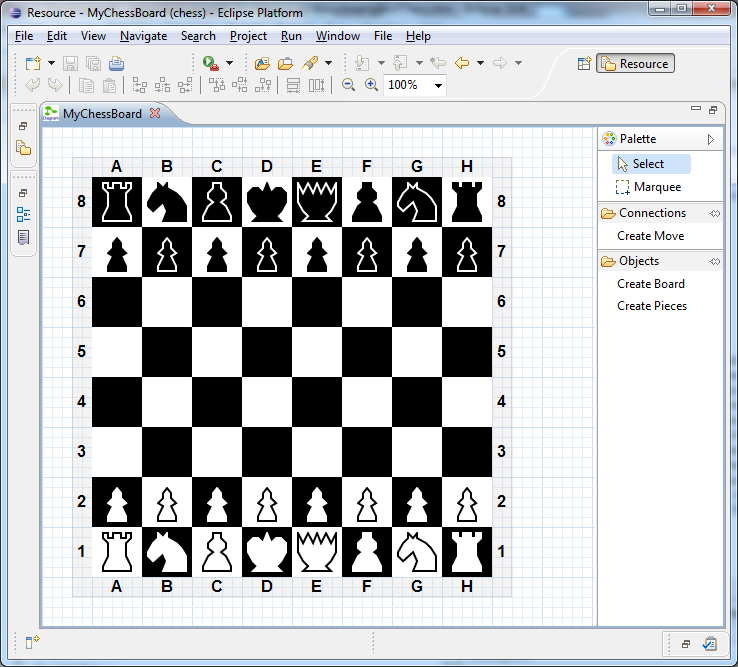 Resource - MyChessBoard (chess) - Eclipse Platform
File Edit View Navigate Search Project Run Window File Help
Resource
100%
MyChessBoard
Diagram
Palette
Select
Marquee
Connections
Create Move
Objects
Create Board
Create Pieces
A B C D E F G H
8 8
7 7
6 6
5 5
4 4
3 3
2 2
1 1
A B C D E F G H